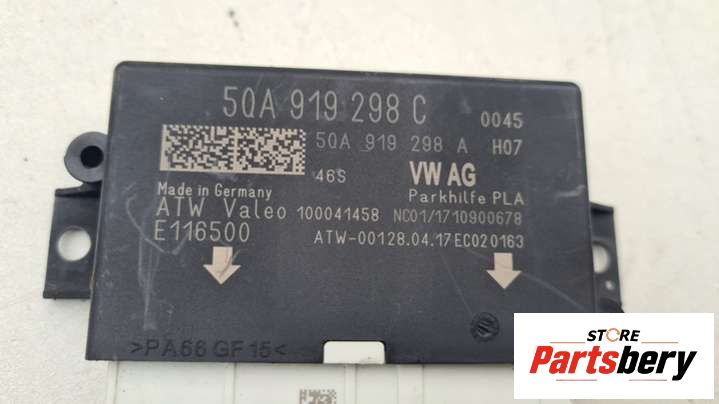 5QA 919 298 C 0045
5QA 919 298 A H07
46S VW AG
Made in Germany Parkhilfe PLA
ATW Valeo 100041458 NC01/1710900678
E116500 ATW-00128.04.17EC020163
>PA66 GF15<
STORE
Partsbery